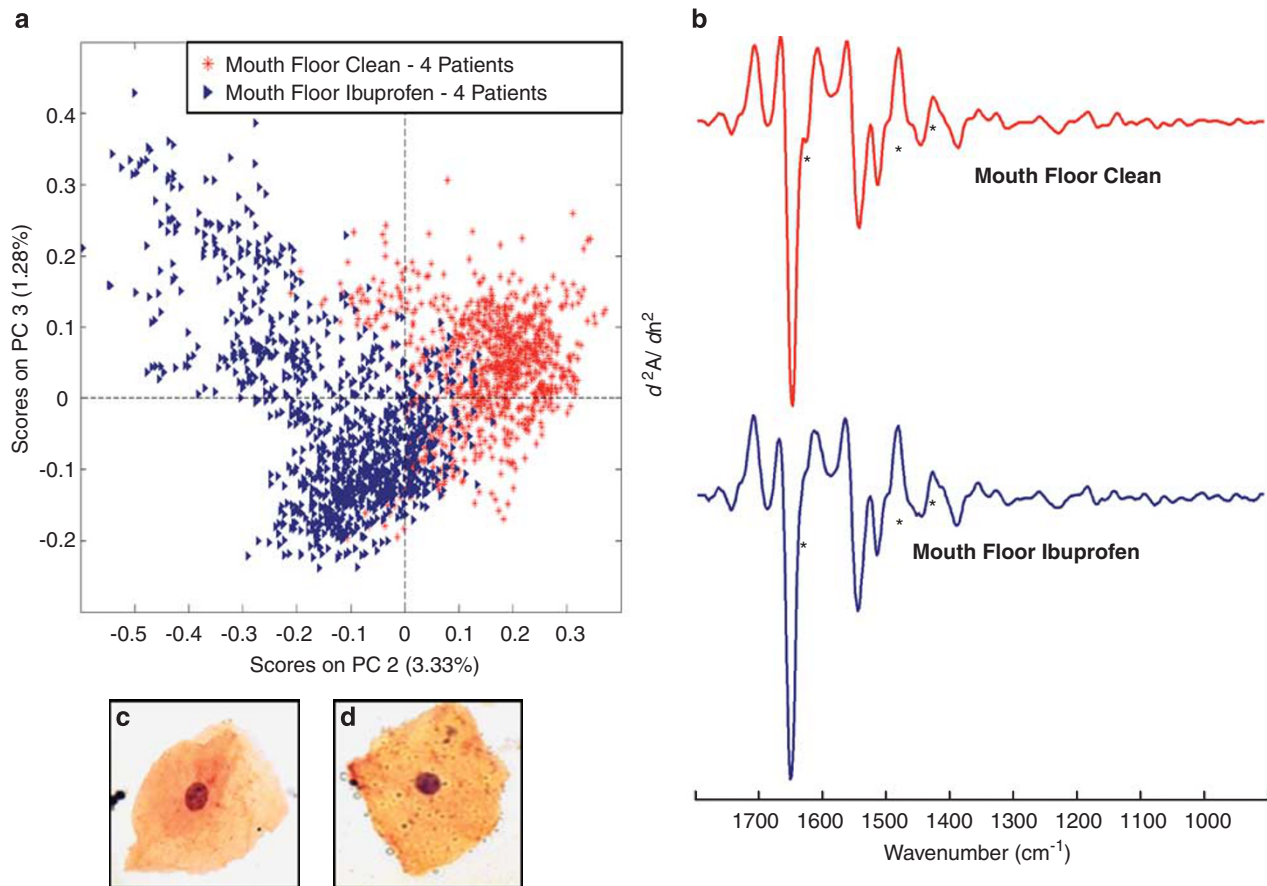 a
Mouth Floor Clean - 4 Patients
Mouth Floor Ibuprofen - 4 Patients
0.4
0.3
0.2
0.1
0
-0.1
-0.2
Scores on PC 3 (1.28%)
-0.5 -0.4 -0.3 -0.2 -0.1 0 0.1 0.2 0.3
Scores on PC 2 (3.33%)
b
d²A/ dn²
*
*
*
Mouth Floor Clean
*
*
*
Mouth Floor Ibuprofen
1700 1600 1500 1400 1300 1200 1100 1000
Wavenumber (cm⁻¹)
c
d